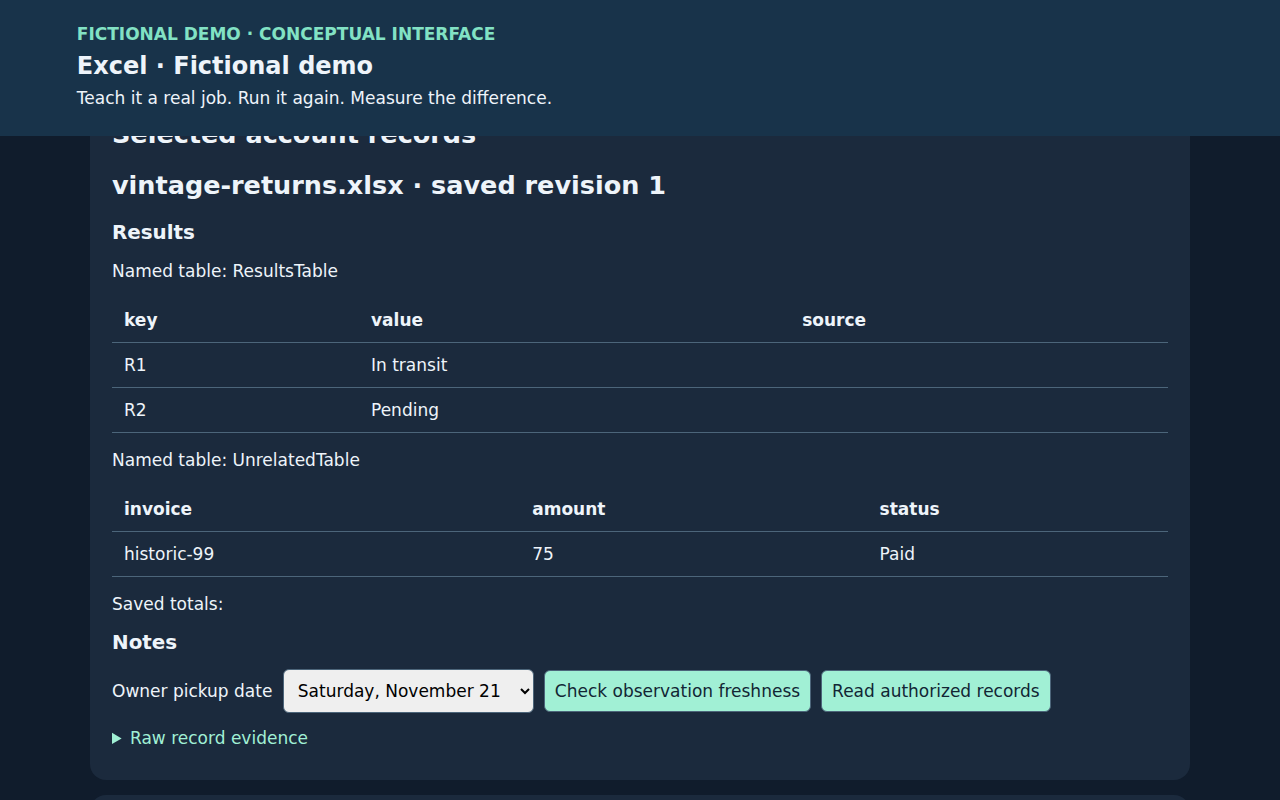 FICTIONAL DEMO · CONCEPTUAL INTERFACE
Excel · Fictional demo
Teach it a real job. Run it again. Measure the difference.
Selected account records
vintage-returns.xlsx · saved revision 1
Results
Named table: ResultsTable
key value source
R1 In transit
R2 Pending
Named table: UnrelatedTable
invoice amount status
historic-99 75 Paid
Saved totals:
Notes
Owner pickup date Saturday, November 21 Check observation freshness Read authorized records
Raw record evidence